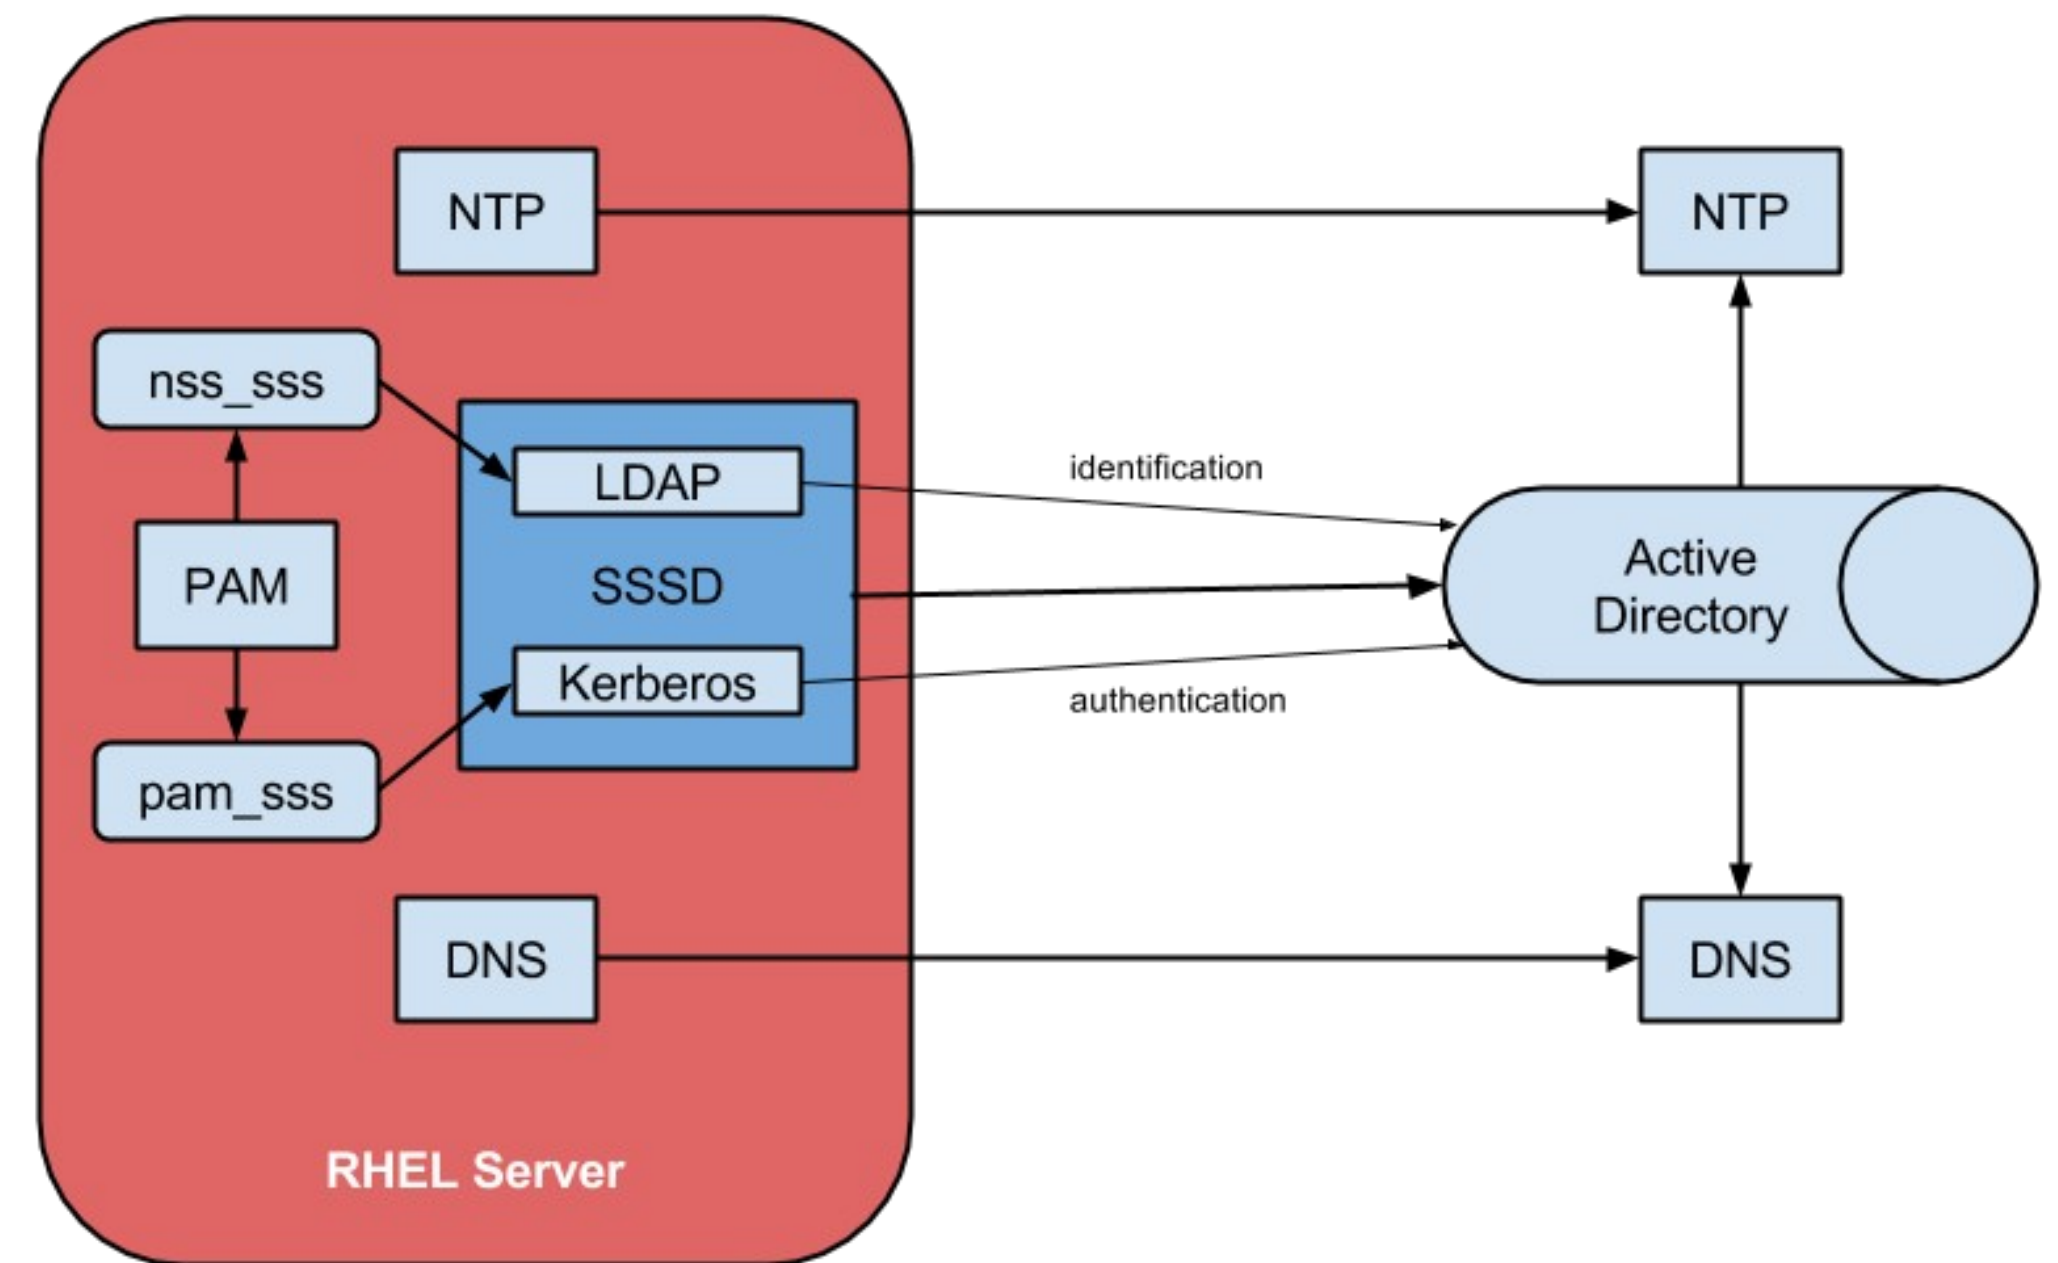 NTP
NTP
nss_sss
LDAP
identification
PAM
SSSD
Active
Directory
Kerberos
authentication
pam_sss
DNS
DNS
RHEL Server